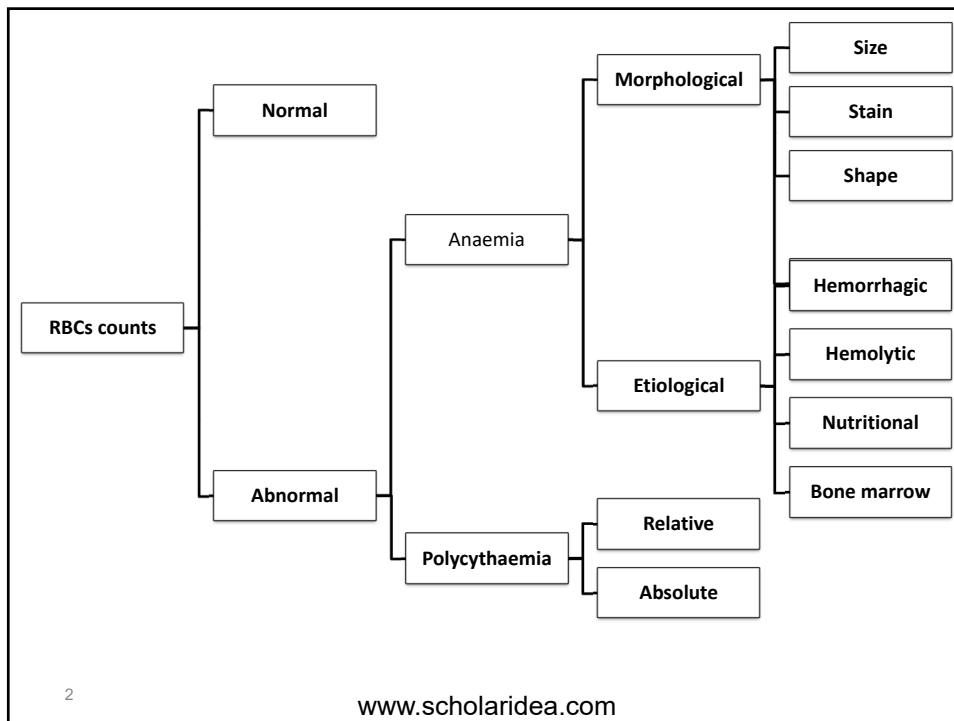 RBCs counts
Normal
Abnormal
Anaemia
Polycythaemia
Morphological
Etiological
Relative
Absolute
Size
Stain
Shape
Hemorrhagic
Hemolytic
Nutritional
Bone marrow
2
www.scholaridea.com